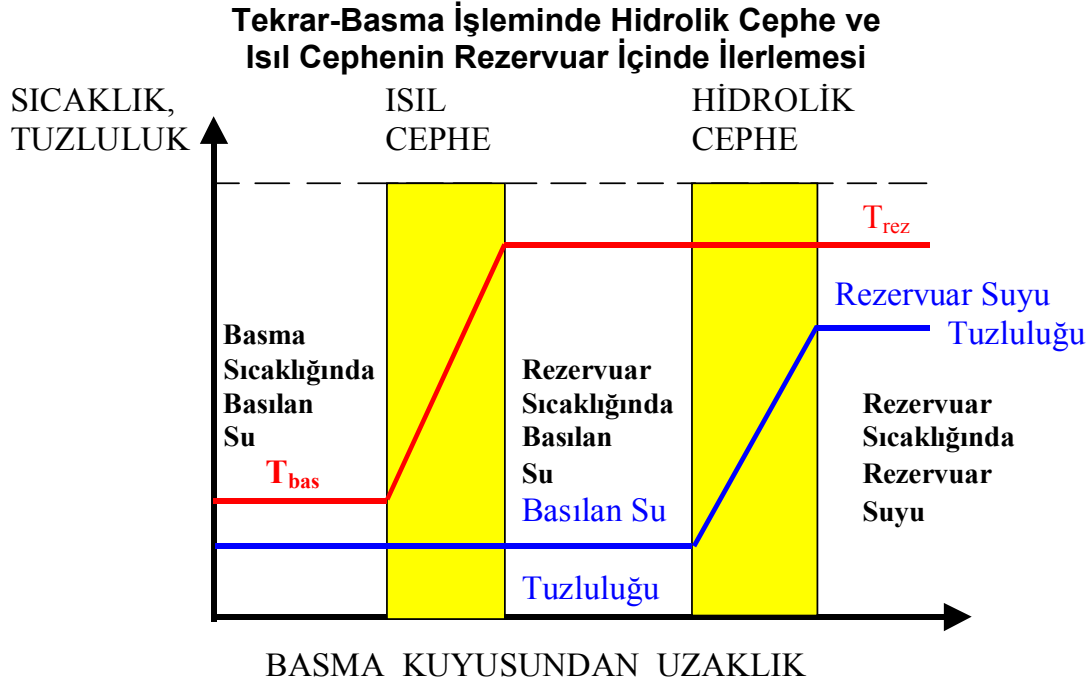 Tekrar-Basma İşleminde Hidrolik Cephe ve
Isıl Cephenin Rezervuar İçinde İlerlemesi
SICAKLIK,
TUZLULUK
ISIL
CEPHE
HİDROLİK
CEPHE
T_rez
Rezervuar Suyu
Tuzluluğu
Basma
Sıcaklığında
Basılan
Su
T_bas
Rezervuar
Sıcaklığında
Basılan
Su
Basılan Su
Tuzluluğu
Rezervuar
Sıcaklığında
Rezervuar
Suyu
BASMA KUYUSUNDAN UZAKLIK